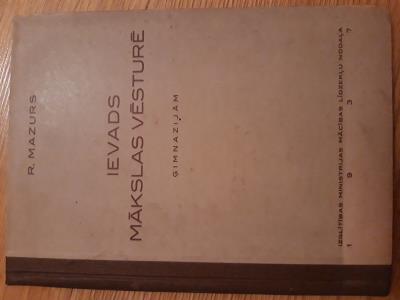 R. MAZURS
IEVADS
MĀKSLAS VĒSTURĒ
ĢIMNAZIJĀM
IZGLĪTĪBAS MINISTRIJAS MĀCĪBAS LĪDZEKĻU NODAĻA
1 9 3 7